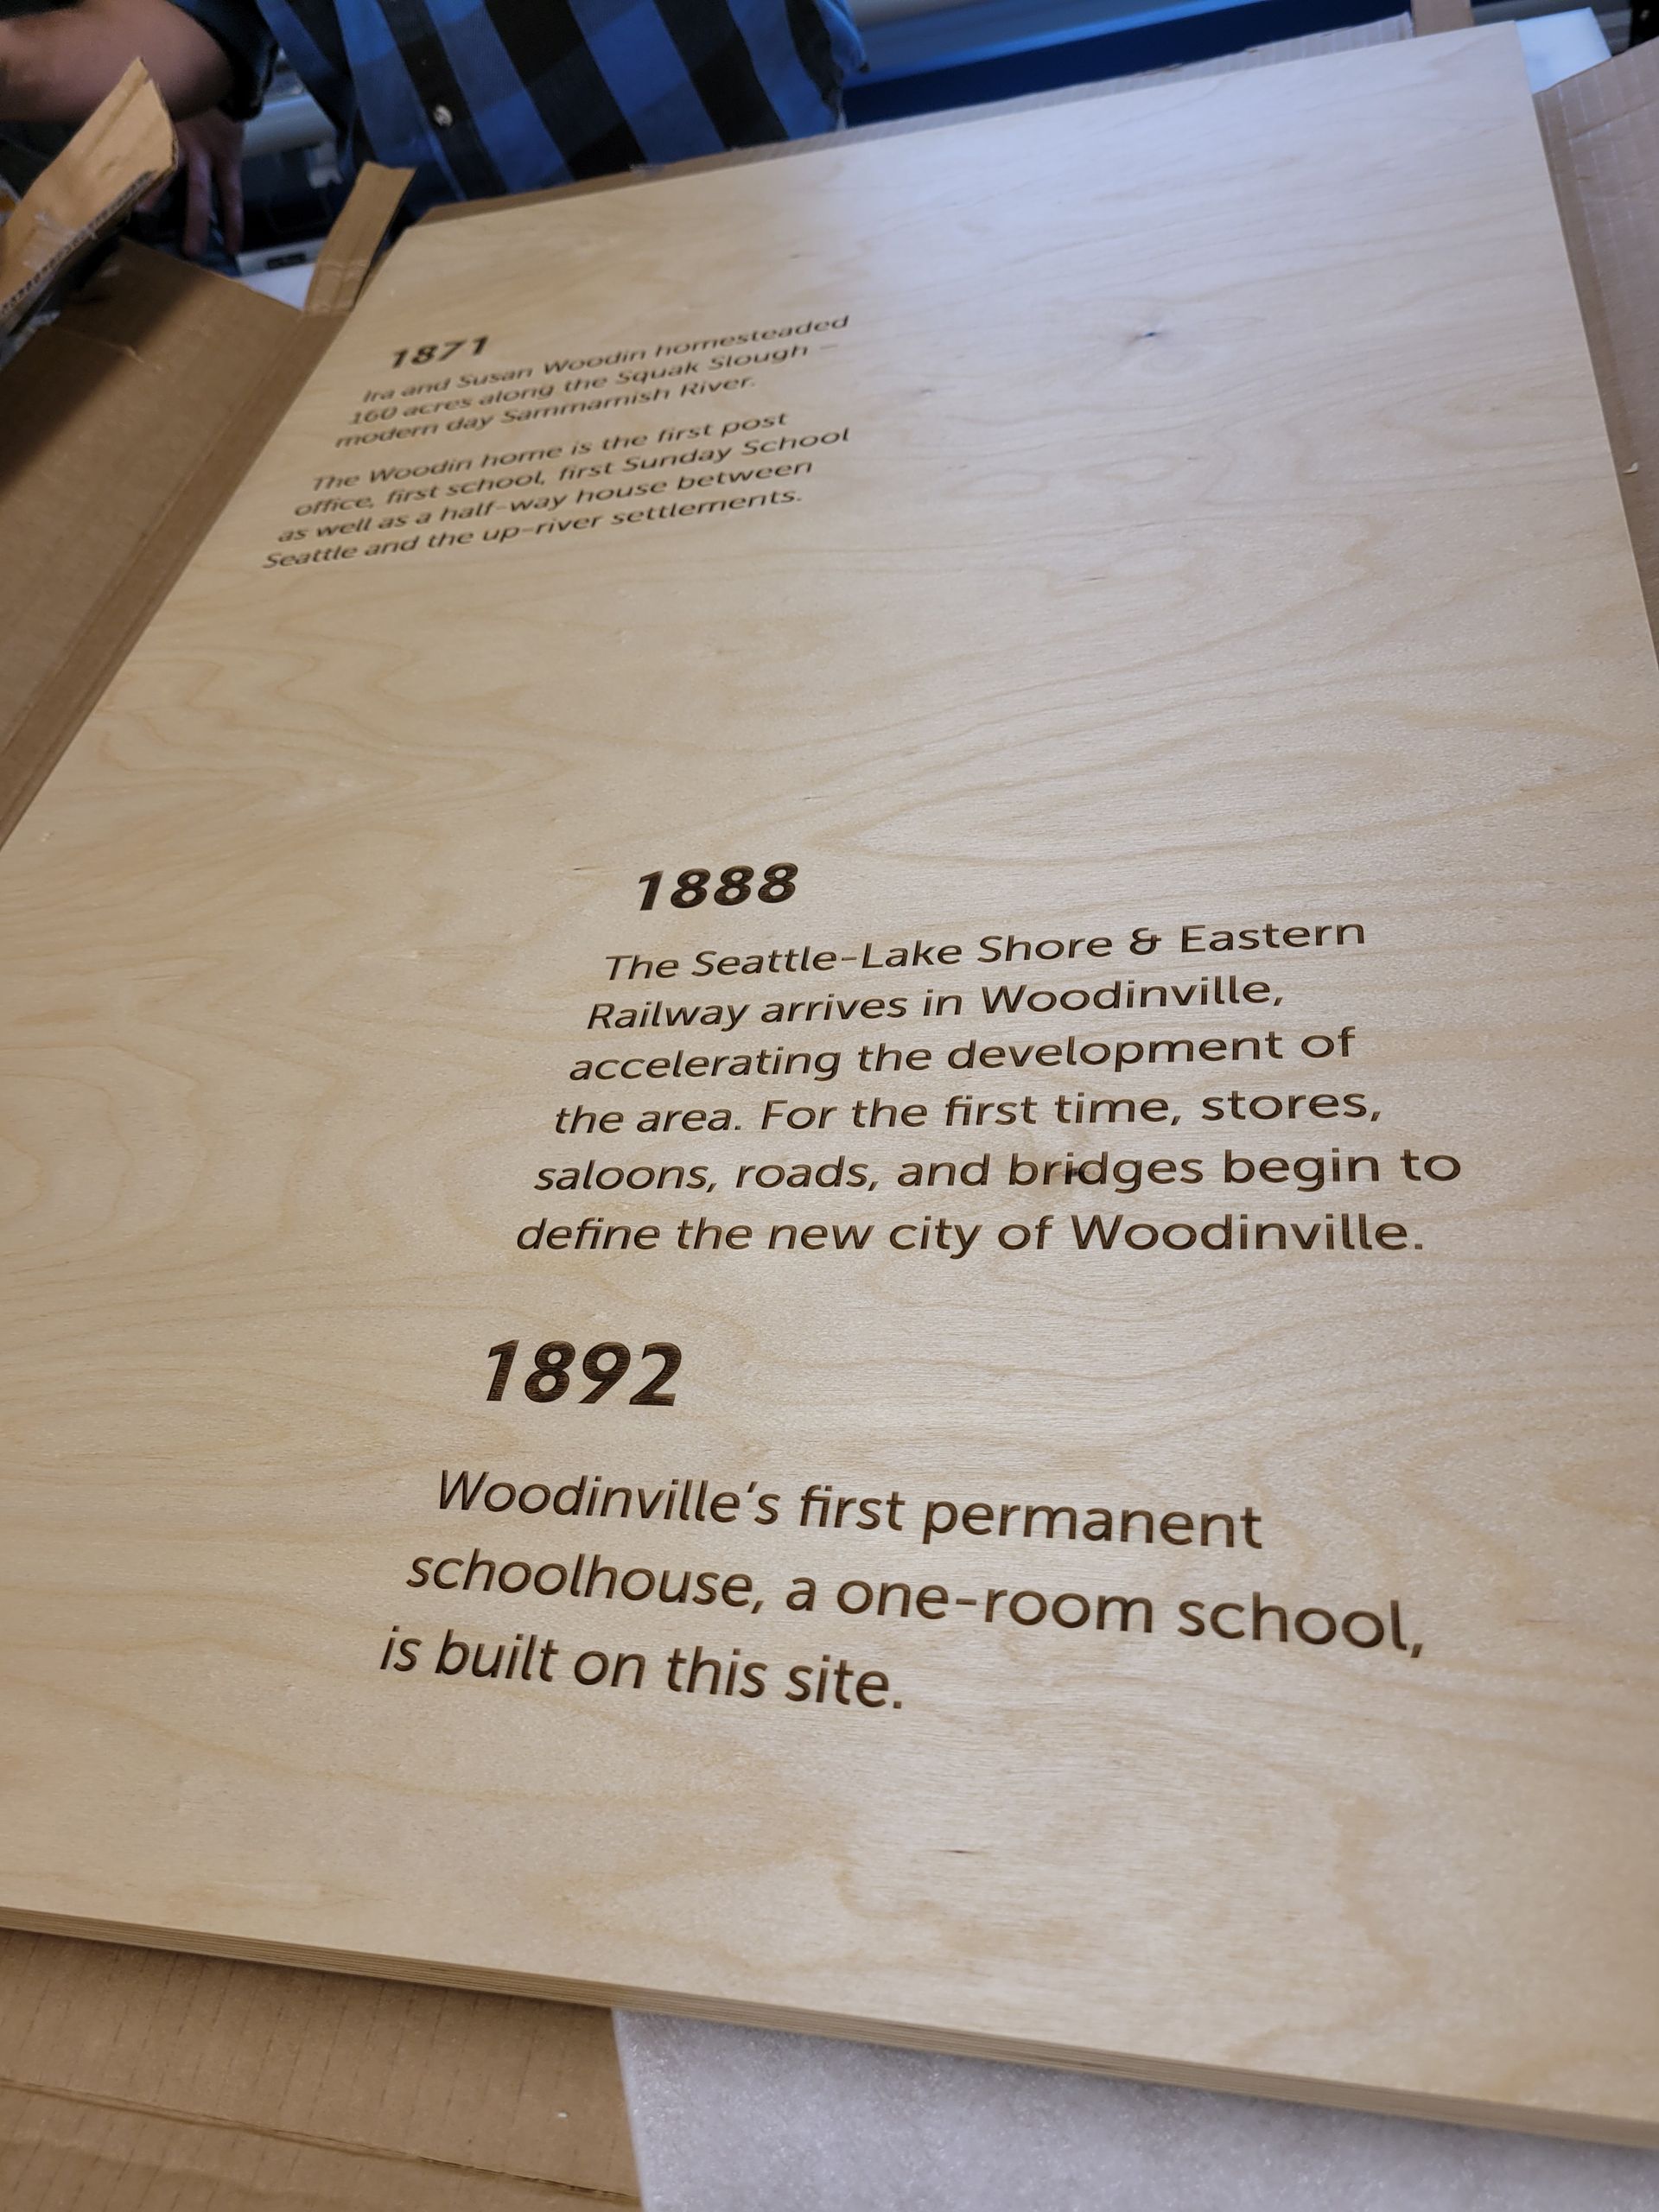 1871
Ira and Susan Woodin homesteaded
160 acres along the Squak Slough –
modern day Sammamish River.
The Woodin home is the first post
office, first school, first Sunday School
as well as a half-way house between
Seattle and the up-river settlements.
1888
The Seattle-Lake Shore & Eastern
Railway arrives in Woodinville,
accelerating the development of
the area. For the first time, stores,
saloons, roads, and bridges begin to
define the new city of Woodinville.
1892
Woodinville's first permanent
schoolhouse, a one-room school,
is built on this site.